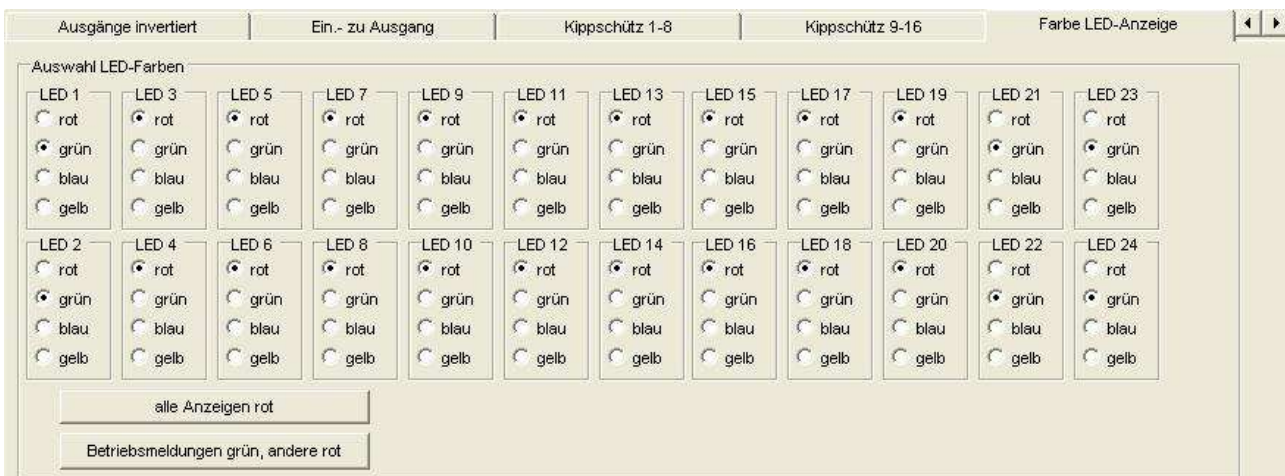 Ausgänge invertiert Ein.- zu Ausgang Kippschütz 1-8 Kippschütz 9-16 Farbe LED-Anzeige
Auswahl LED-Farben
LED 1 LED 3 LED 5 LED 7 LED 9 LED 11 LED 13 LED 15 LED 17 LED 19 LED 21 LED 23
rot rot rot rot rot rot rot rot rot rot rot rot
grün grün grün grün grün grün grün grün grün grün grün grün
blau blau blau blau blau blau blau blau blau blau blau blau
gelb gelb gelb gelb gelb gelb gelb gelb gelb gelb gelb gelb
LED 2 LED 4 LED 6 LED 8 LED 10 LED 12 LED 14 LED 16 LED 18 LED 20 LED 22 LED 24
rot rot rot rot rot rot rot rot rot rot rot rot
grün grün grün grün grün grün grün grün grün grün grün grün
blau blau blau blau blau blau blau blau blau blau blau blau
gelb gelb gelb gelb gelb gelb gelb gelb gelb gelb gelb gelb
alle Anzeigen rot
Betriebsmeldungen grün, andere rot